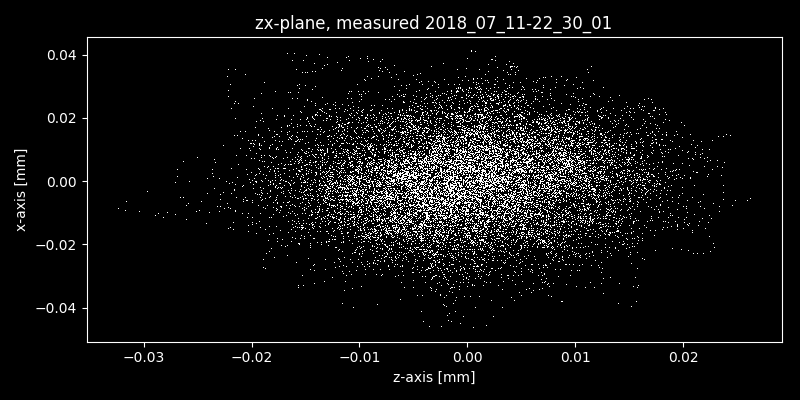 zx-plane, measured 2018_07_11-22_30_01
0.04
0.02
0.00
−0.02
−0.04
x-axis [mm]
−0.03 −0.02 −0.01 0.00 0.01 0.02
z-axis [mm]